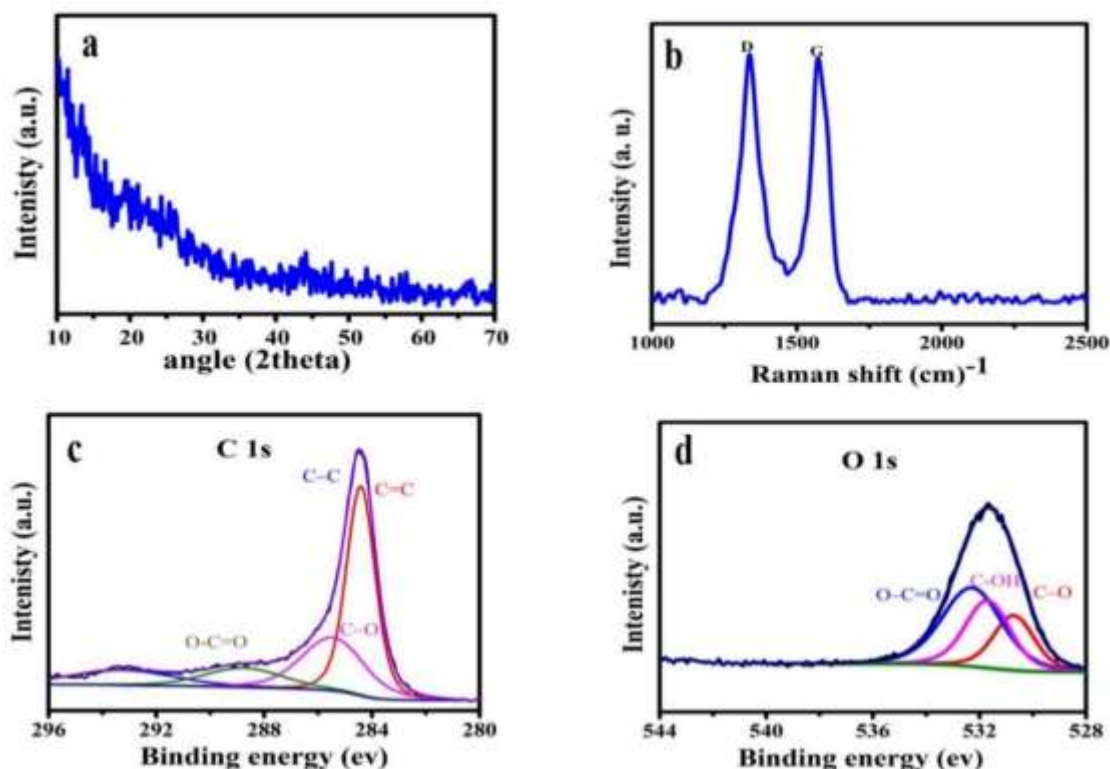 a
Intenisty (a.u.)
10 20 30 40 50 60 70
angle (2theta)
b
D
G
Intensity (a. u.)
1000 1500 2000 2500
Raman shift (cm)-1
c
C 1s
C–C
C=C
C–O
O-C=O
Intenisty (a.u.)
296 292 288 284 280
Binding energy (ev)
d
O 1s
O–C=O
C-OH
C–O
Intenisty (a.u.)
544 540 536 532 528
Binding energy (ev)